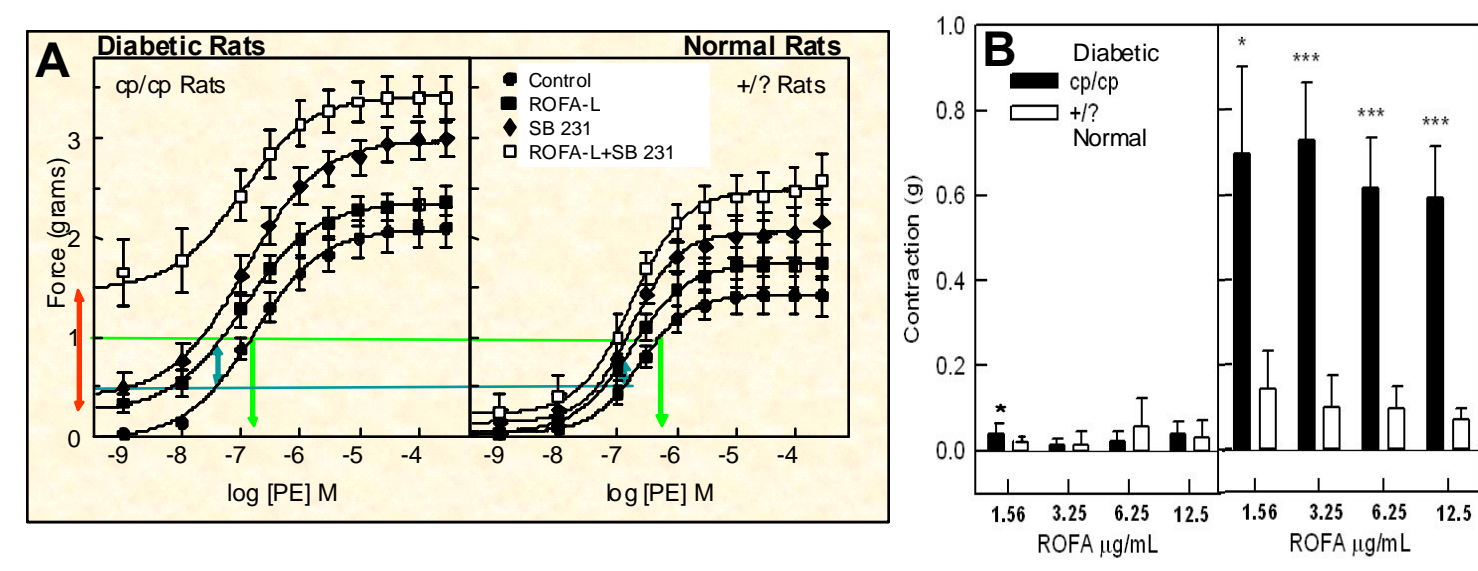 A
Diabetic Rats
Normal Rats
cp/cp Rats
+/? Rats
Control
ROFA-L
SB 231
ROFA-L+SB 231
Force (grams)
3
2
1
0
-9 -8 -7 -6 -5 -4
-9 -8 -7 -6 -5 -4
log [PE] M
log [PE] M
B
Diabetic
cp/cp
+/?
Normal
Contraction (g)
1.0
0.8
0.6
0.4
0.2
0.0
*
*
***
***
***
1.56 3.25 6.25 12.5
1.56 3.25 6.25 12.5
ROFA µg/mL
ROFA µg/mL